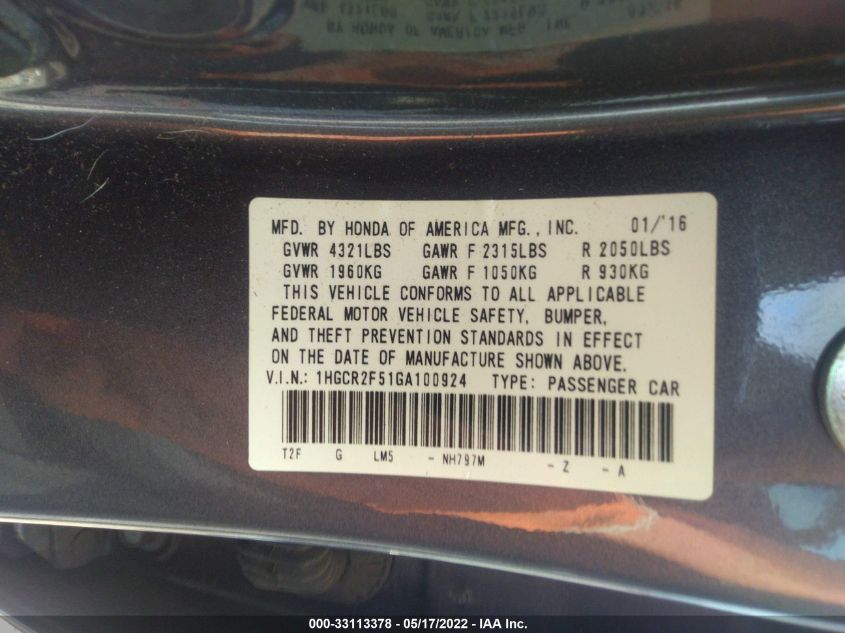 MFD. BY HONDA OF AMERICA MFG., INC. 01/'16
GVWR 4321LBS GAWR F 2315LBS R 2050LBS
GVWR 1960KG GAWR F 1050KG R 930KG
THIS VEHICLE CONFORMS TO ALL APPLICABLE
FEDERAL MOTOR VEHICLE SAFETY, BUMPER,
AND THEFT PREVENTION STANDARDS IN EFFECT
ON THE DATE OF MANUFACTURE SHOWN ABOVE.
V.I.N.: 1HGCR2F51GA100924 TYPE: PASSENGER CAR
T2F G LM5 - NH797M - Z - A
000-33113378 - 05/17/2022 - IAA Inc.